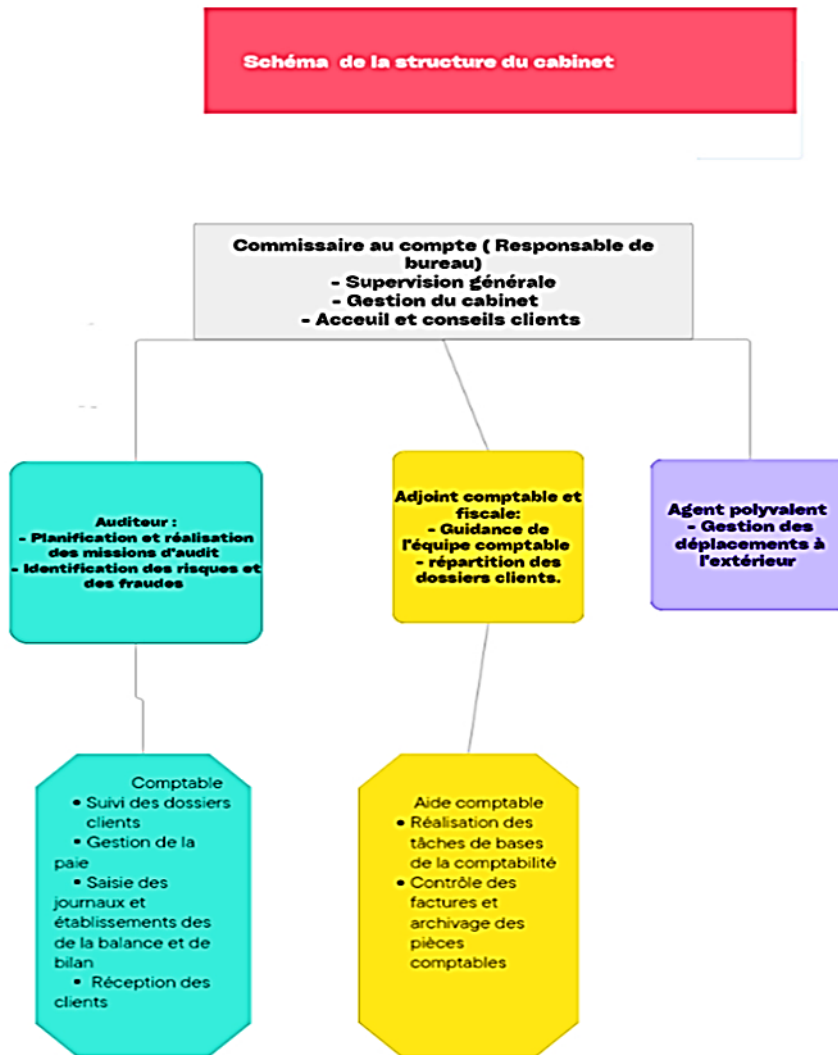 Schéma de la structure du cabinet
Commissaire au compte ( Responsable de
bureau)
- Supervision générale
- Gestion du cabinet
- Acceuil et conseils clients
Auditeur :
- Planification et réalisation
des missions d'audit
- Identification des risques et
des fraudes
Adjoint comptable et
fiscale:
- Guidance de
l'équipe comptable
- répartition des
dossiers clients.
Agent polyvalent
- Gestion des
déplacements à
l'extérieur
Comptable
• Suivi des dossiers
clients
• Gestion de la
paie
• Saisie des
journaux et
établissements des
de la balance et de
bilan
• Réception des
clients
Aide comptable
• Réalisation des
tâches de bases
de la comptabilité
• Contrôle des
factures et
archivage des
pièces
comptables